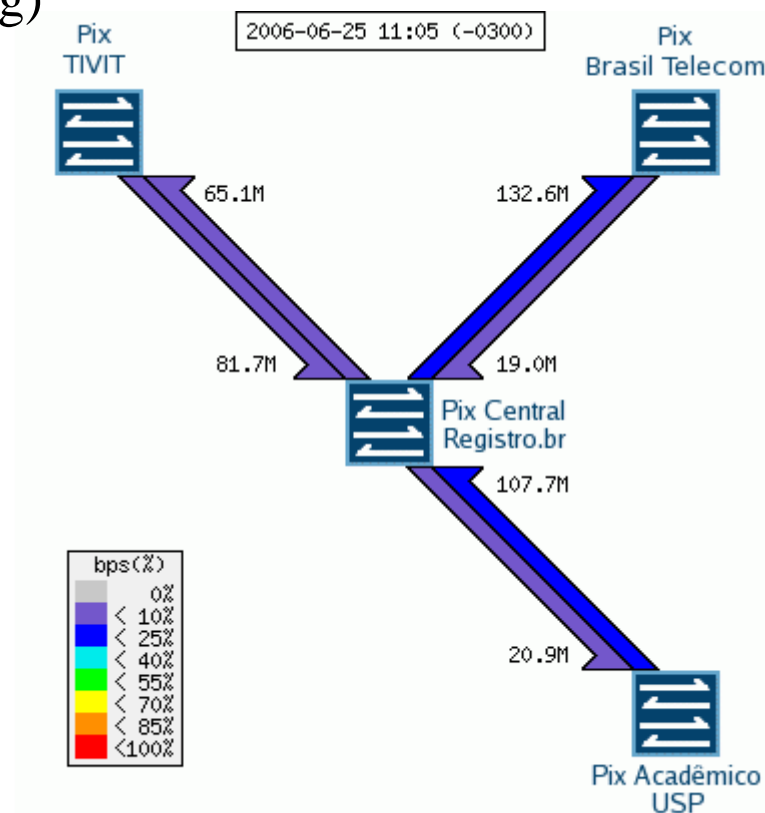 g)
2006-06-25 11:05 (-0300)
Pix
TIVIT
Pix
Brasil Telecom
65.1M
132.6M
81.7M
19.0M
Pix Central
Registro.br
107.7M
20.9M
bps(%)
0%
< 10%
< 25%
< 40%
< 55%
< 70%
< 85%
<100%
Pix Acadêmico
USP